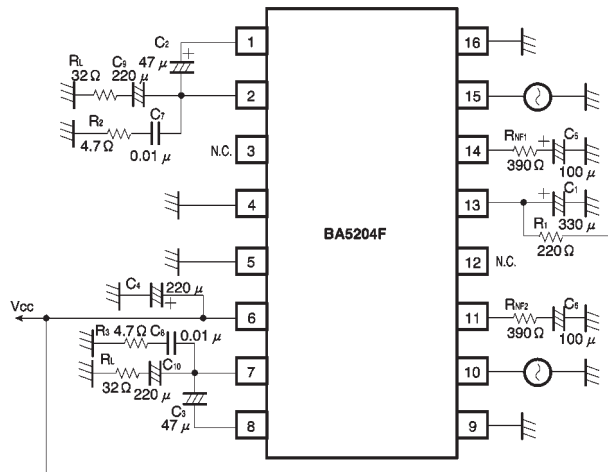 C2
47 μ
1
16
RL
32 Ω
C9
220 μ
2
15
R2
4.7 Ω
C7
0.01 μ
N.C.
3
14
RNF1
390 Ω
C5
100 μ
4
13
C1
330 μ
R1
220 Ω
BA5204F
5
12
N.C.
C4
220 μ
Vcc
6
11
RNF2
390 Ω
C6
100 μ
R3
4.7 Ω
C8
0.01 μ
RL
32 Ω
C10
220 μ
7
10
C3
47 μ
8
9